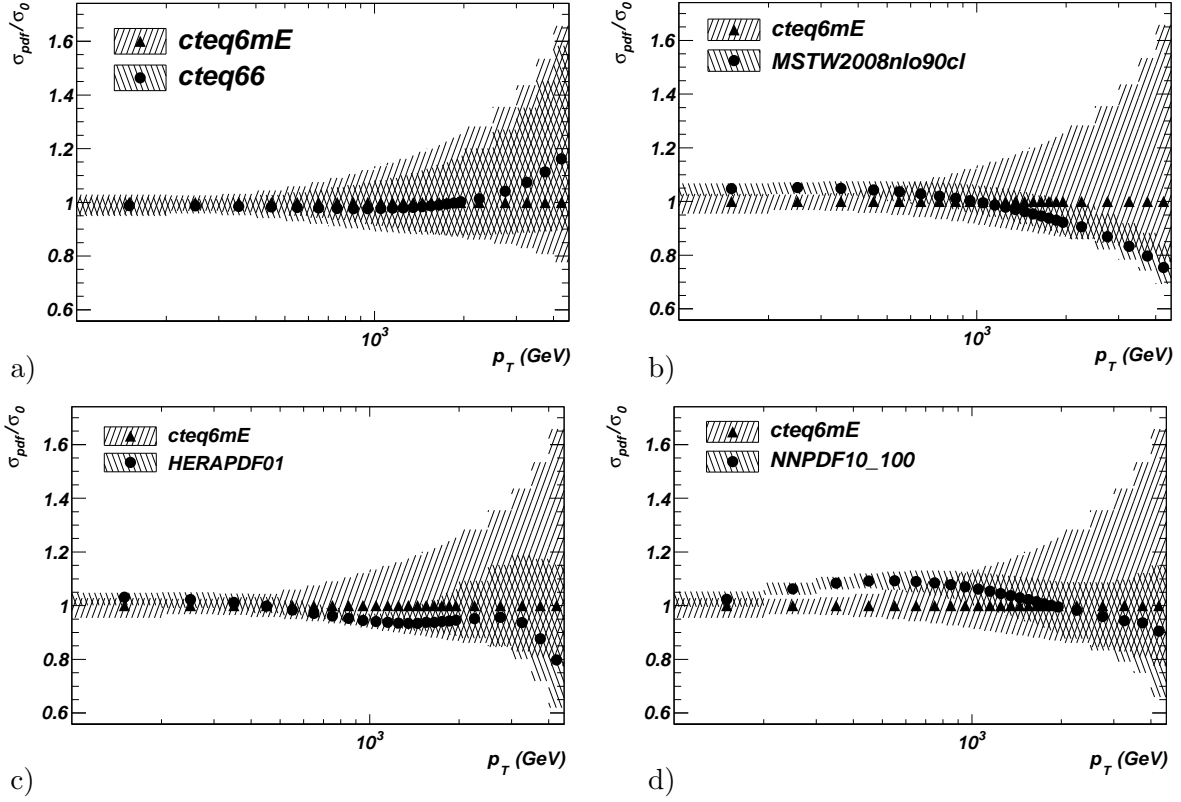 σpdf/σ0
1.6
1.4
1.2
1
0.8
0.6
cteq6mE
cteq66
10³
pT (GeV)
a)
σpdf/σ0
1.6
1.4
1.2
1
0.8
0.6
cteq6mE
MSTW2008nlo90cl
10³
pT (GeV)
b)
σpdf/σ0
1.6
1.4
1.2
1
0.8
0.6
cteq6mE
HERAPDF01
10³
pT (GeV)
c)
σpdf/σ0
1.6
1.4
1.2
1
0.8
0.6
cteq6mE
NNPDF10_100
10³
pT (GeV)
d)